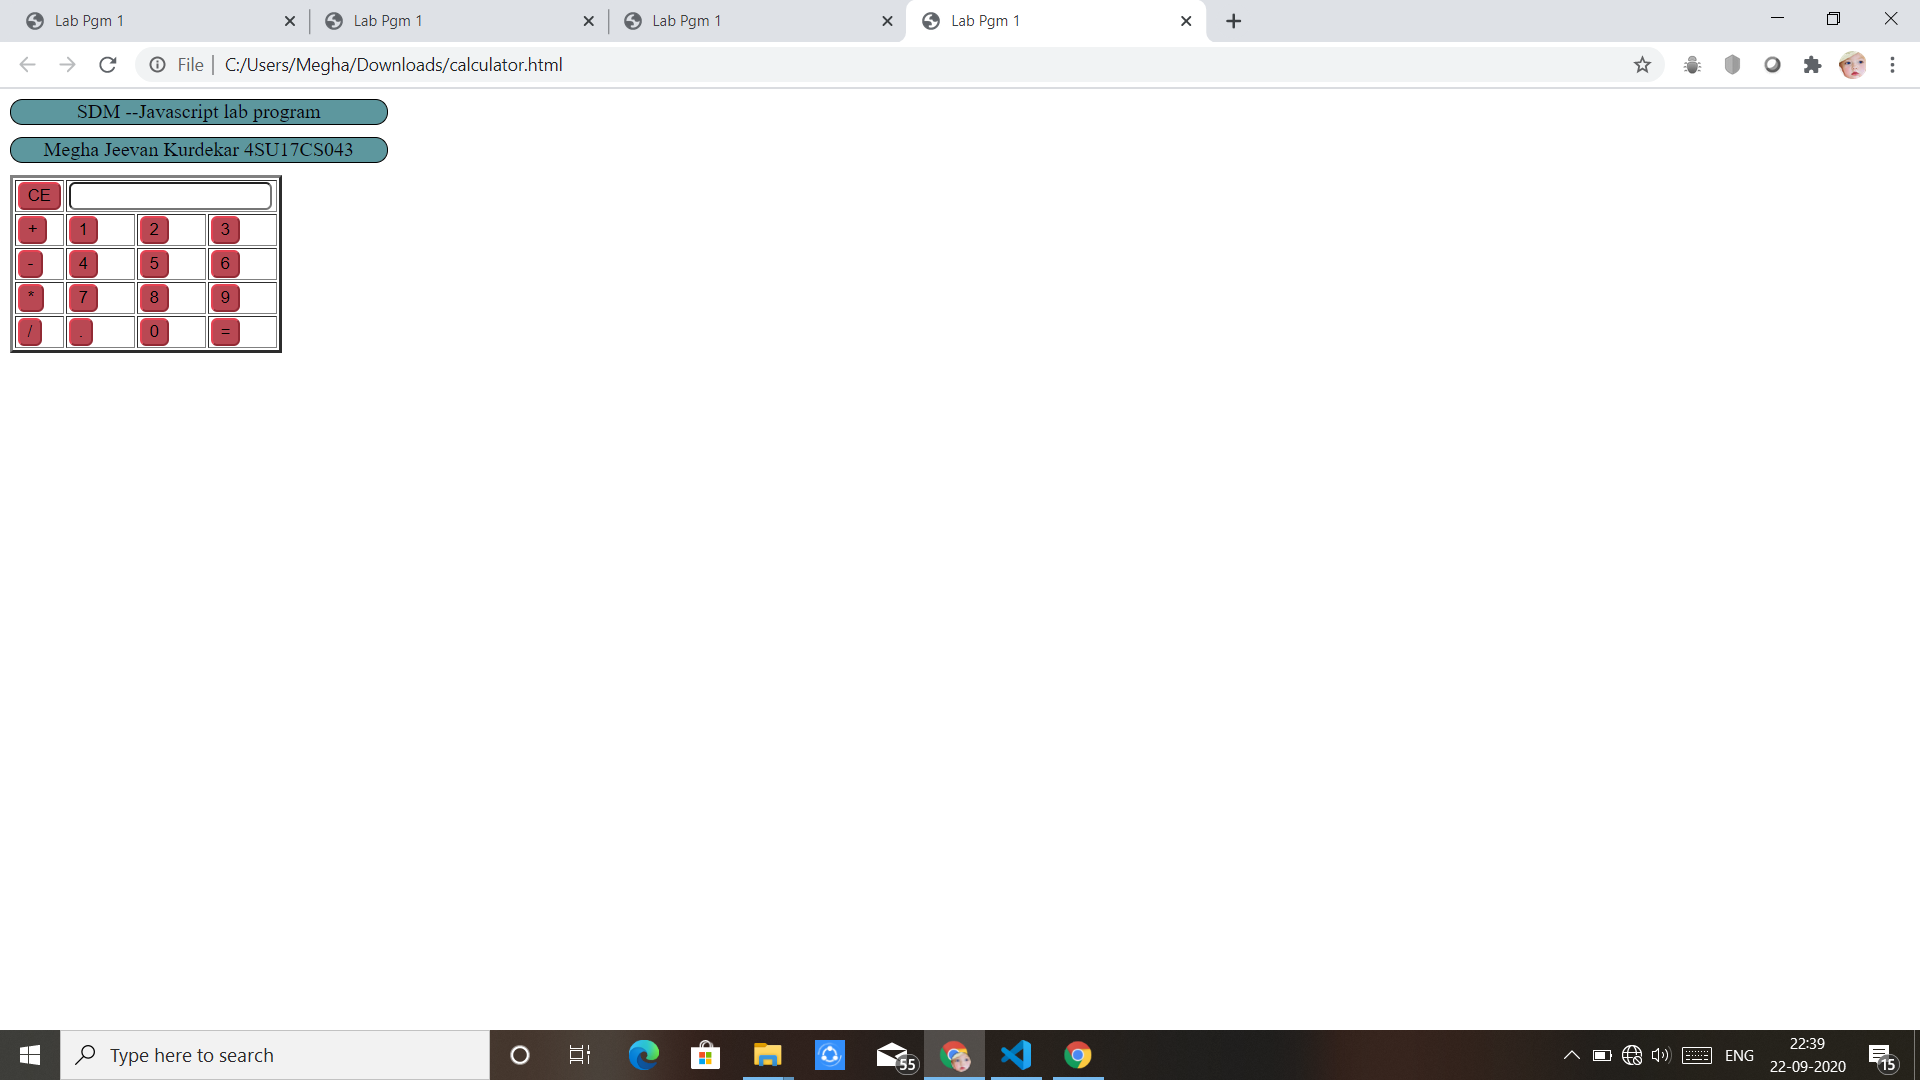 Lab Pgm 1 Lab Pgm 1 Lab Pgm 1 Lab Pgm 1
File C:/Users/Megha/Downloads/calculator.html
SDM --Javascript lab program
Megha Jeevan Kurdekar 4SU17CS043
CE
+ 1 2 3
- 4 5 6
* 7 8 9
/ . 0 =
Type here to search
55
ENG
22:39
22-09-2020
15